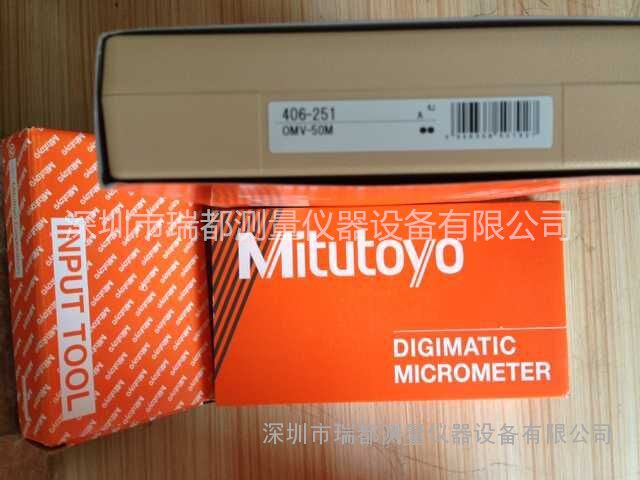 406-251
OMV-50M
A
深圳市瑞都测量仪器设备有限公司
Mitutoyo
INPUT TOOL
DIGIMATIC
MICROMETER
深圳市瑞都测量仪器设备有限公司